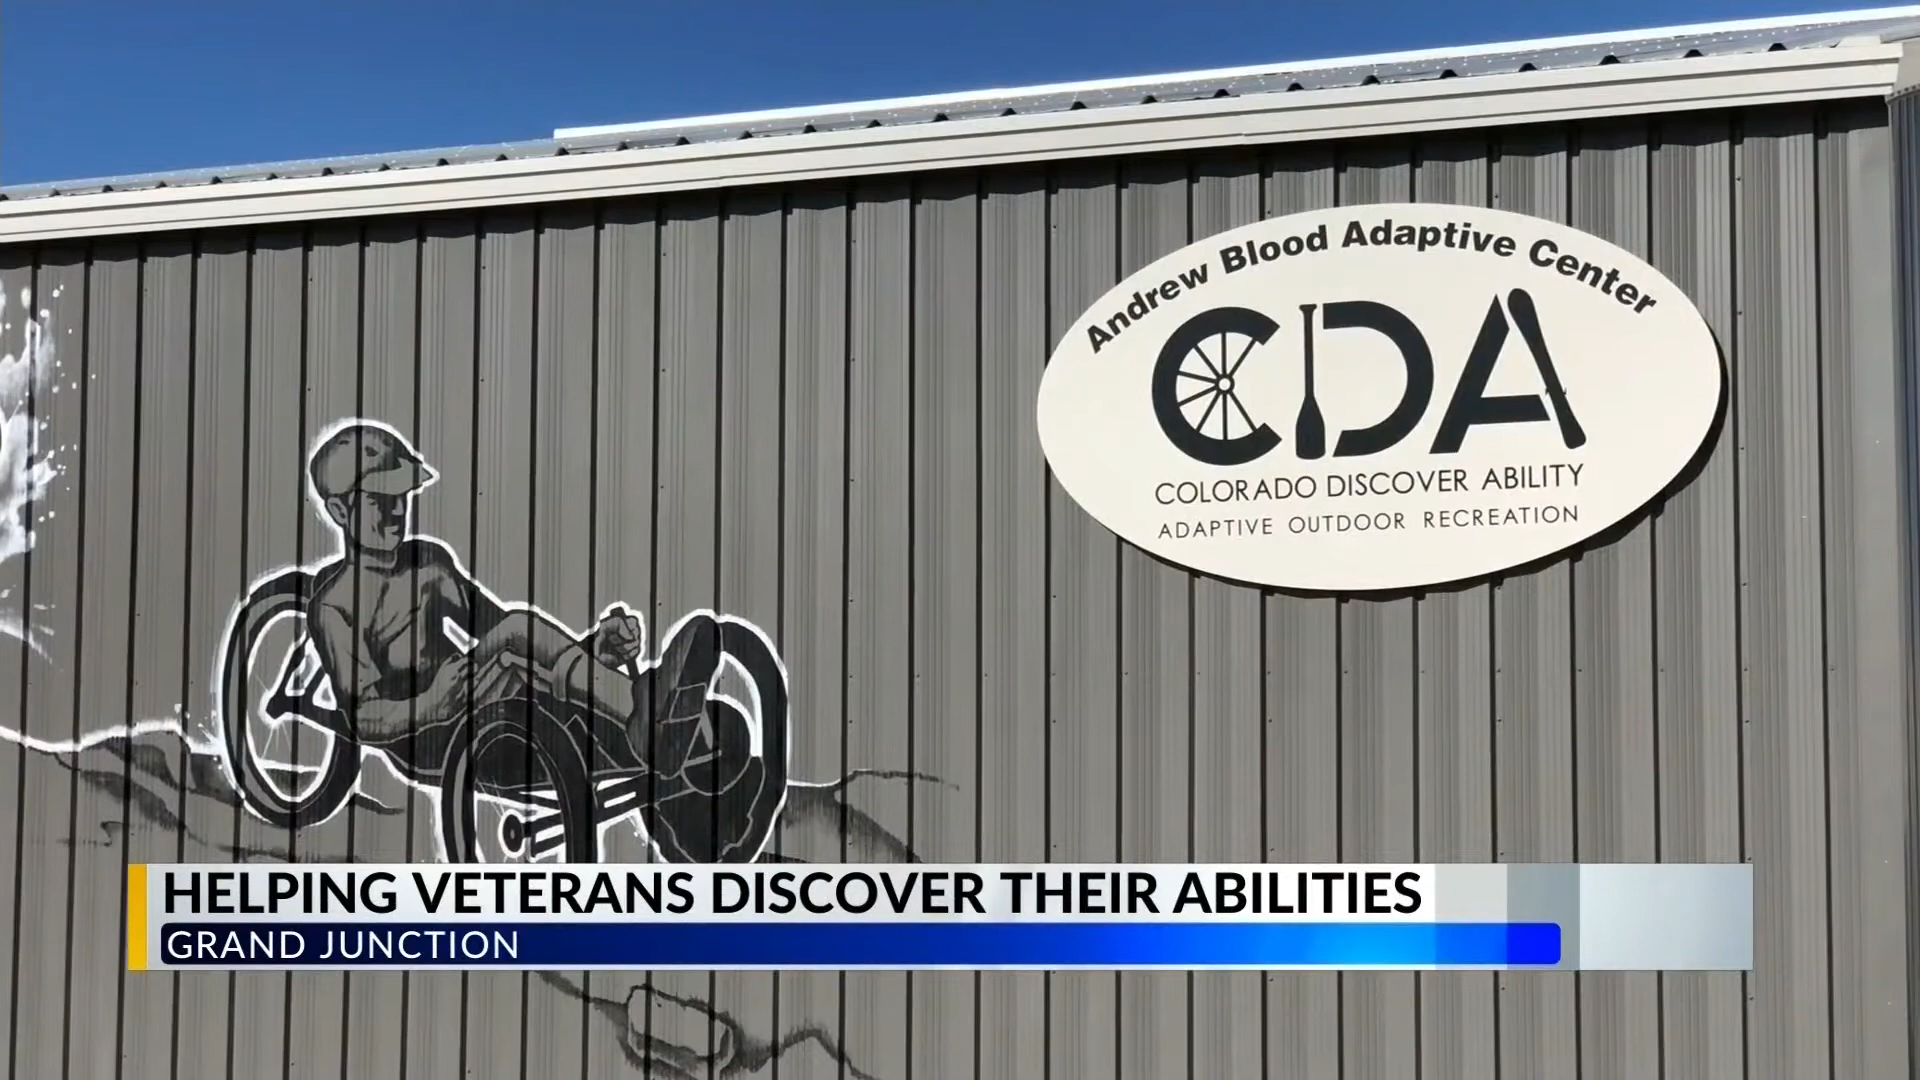 Andrew Blood Adaptive Center
CDA
COLORADO DISCOVER ABILITY
ADAPTIVE OUTDOOR RECREATION
HELPING VETERANS DISCOVER THEIR ABILITIES
GRAND JUNCTION